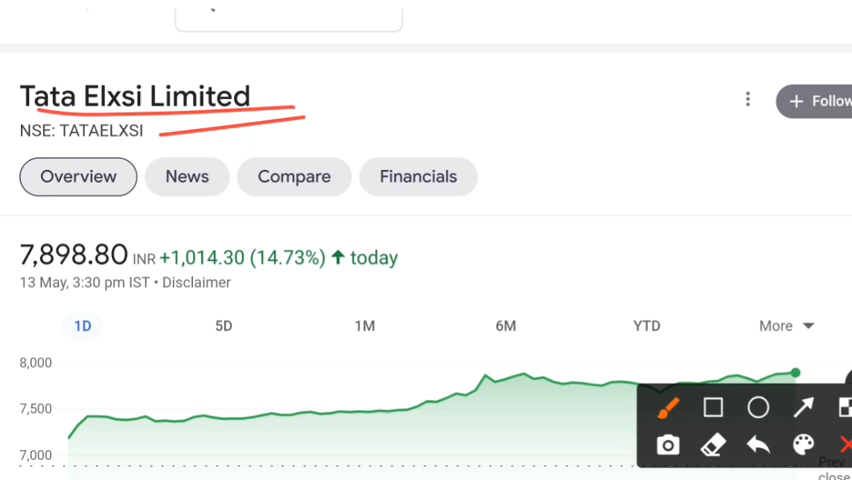 Tata Elxsi Limited
+ Follow
NSE: TATAELXSI
Overview News Compare Financials
7,898.80 INR +1,014.30 (14.73%) ↑ today
13 May, 3:30 pm IST • Disclaimer
1D 5D 1M 6M YTD More
8,000
7,500
7,000
Prev
close